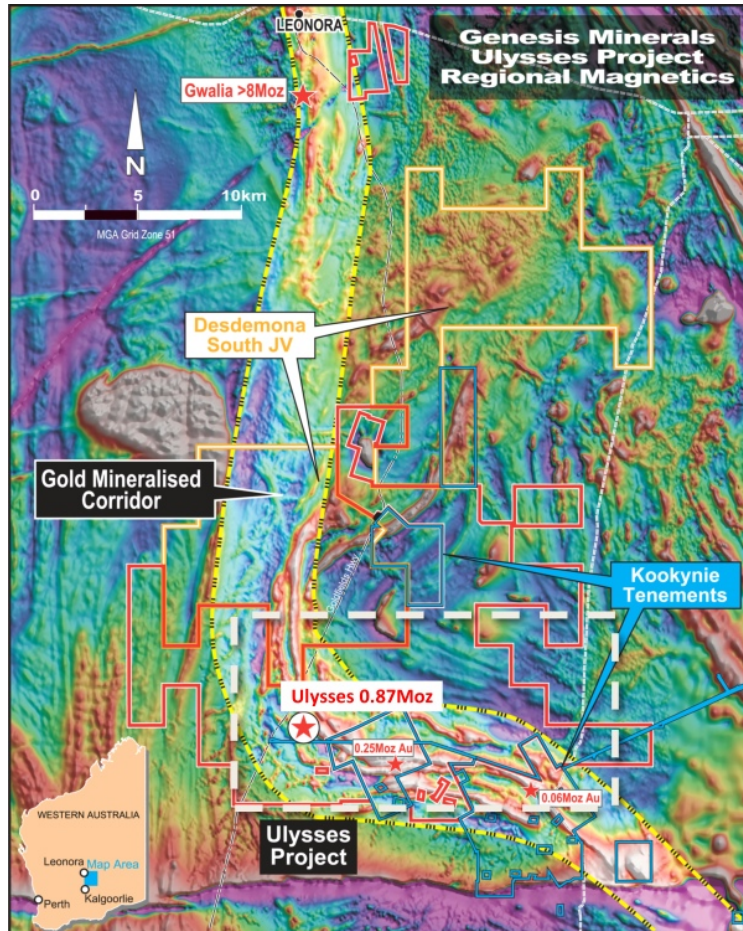 LEONORA
Genesis Minerals
Ulysses Project
Regional Magnetics
Gwalia >8Moz
N
0 5 10km
MGA Grid Zone 51
Desdemona
South JV
Gold Mineralised
Corridor
Goldfields Hwy
Kookynie
Tenements
Ulysses 0.87Moz
0.25Moz Au
0.06Moz Au
Ulysses
Project
WESTERN AUSTRALIA
Leonora
Map Area
Perth
Kalgoorlie